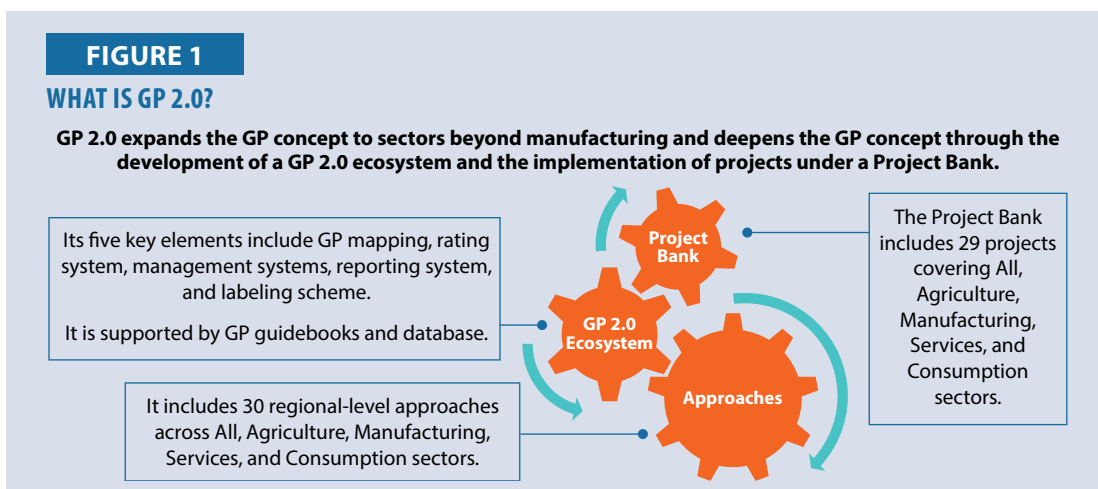 FIGURE 1
WHAT IS GP 2.0?
GP 2.0 expands the GP concept to sectors beyond manufacturing and deepens the GP concept through the
development of a GP 2.0 ecosystem and the implementation of projects under a Project Bank.
Its five key elements include GP mapping, rating
system, management systems, reporting system,
and labeling scheme.
It is supported by GP guidebooks and database.
It includes 30 regional-level approaches
across All, Agriculture, Manufacturing,
Services, and Consumption sectors.
Project
Bank
GP 2.0
Ecosystem
Approaches
The Project Bank
includes 29 projects
covering All,
Agriculture,
Manufacturing,
Services, and
Consumption
sectors.